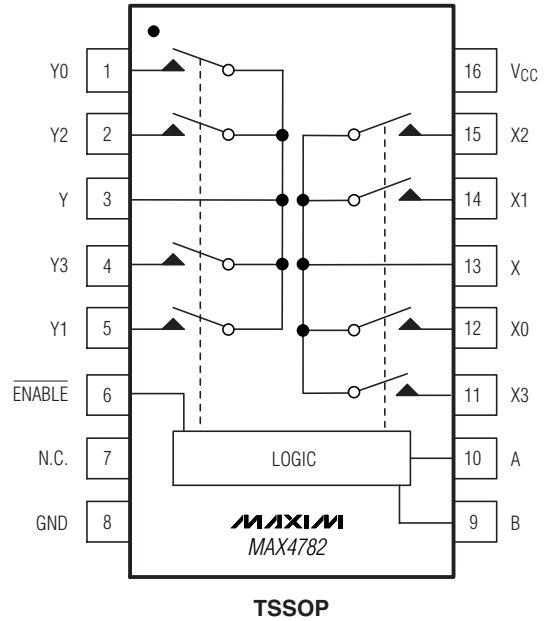 Y0 1 16 VCC
Y2 2 15 X2
Y 3 14 X1
Y3 4 13 X
Y1 5 12 X0
ENABLE 6 11 X3
N.C. 7 LOGIC 10 A
GND 8 9 B
MAXIM
MAX4782
TSSOP